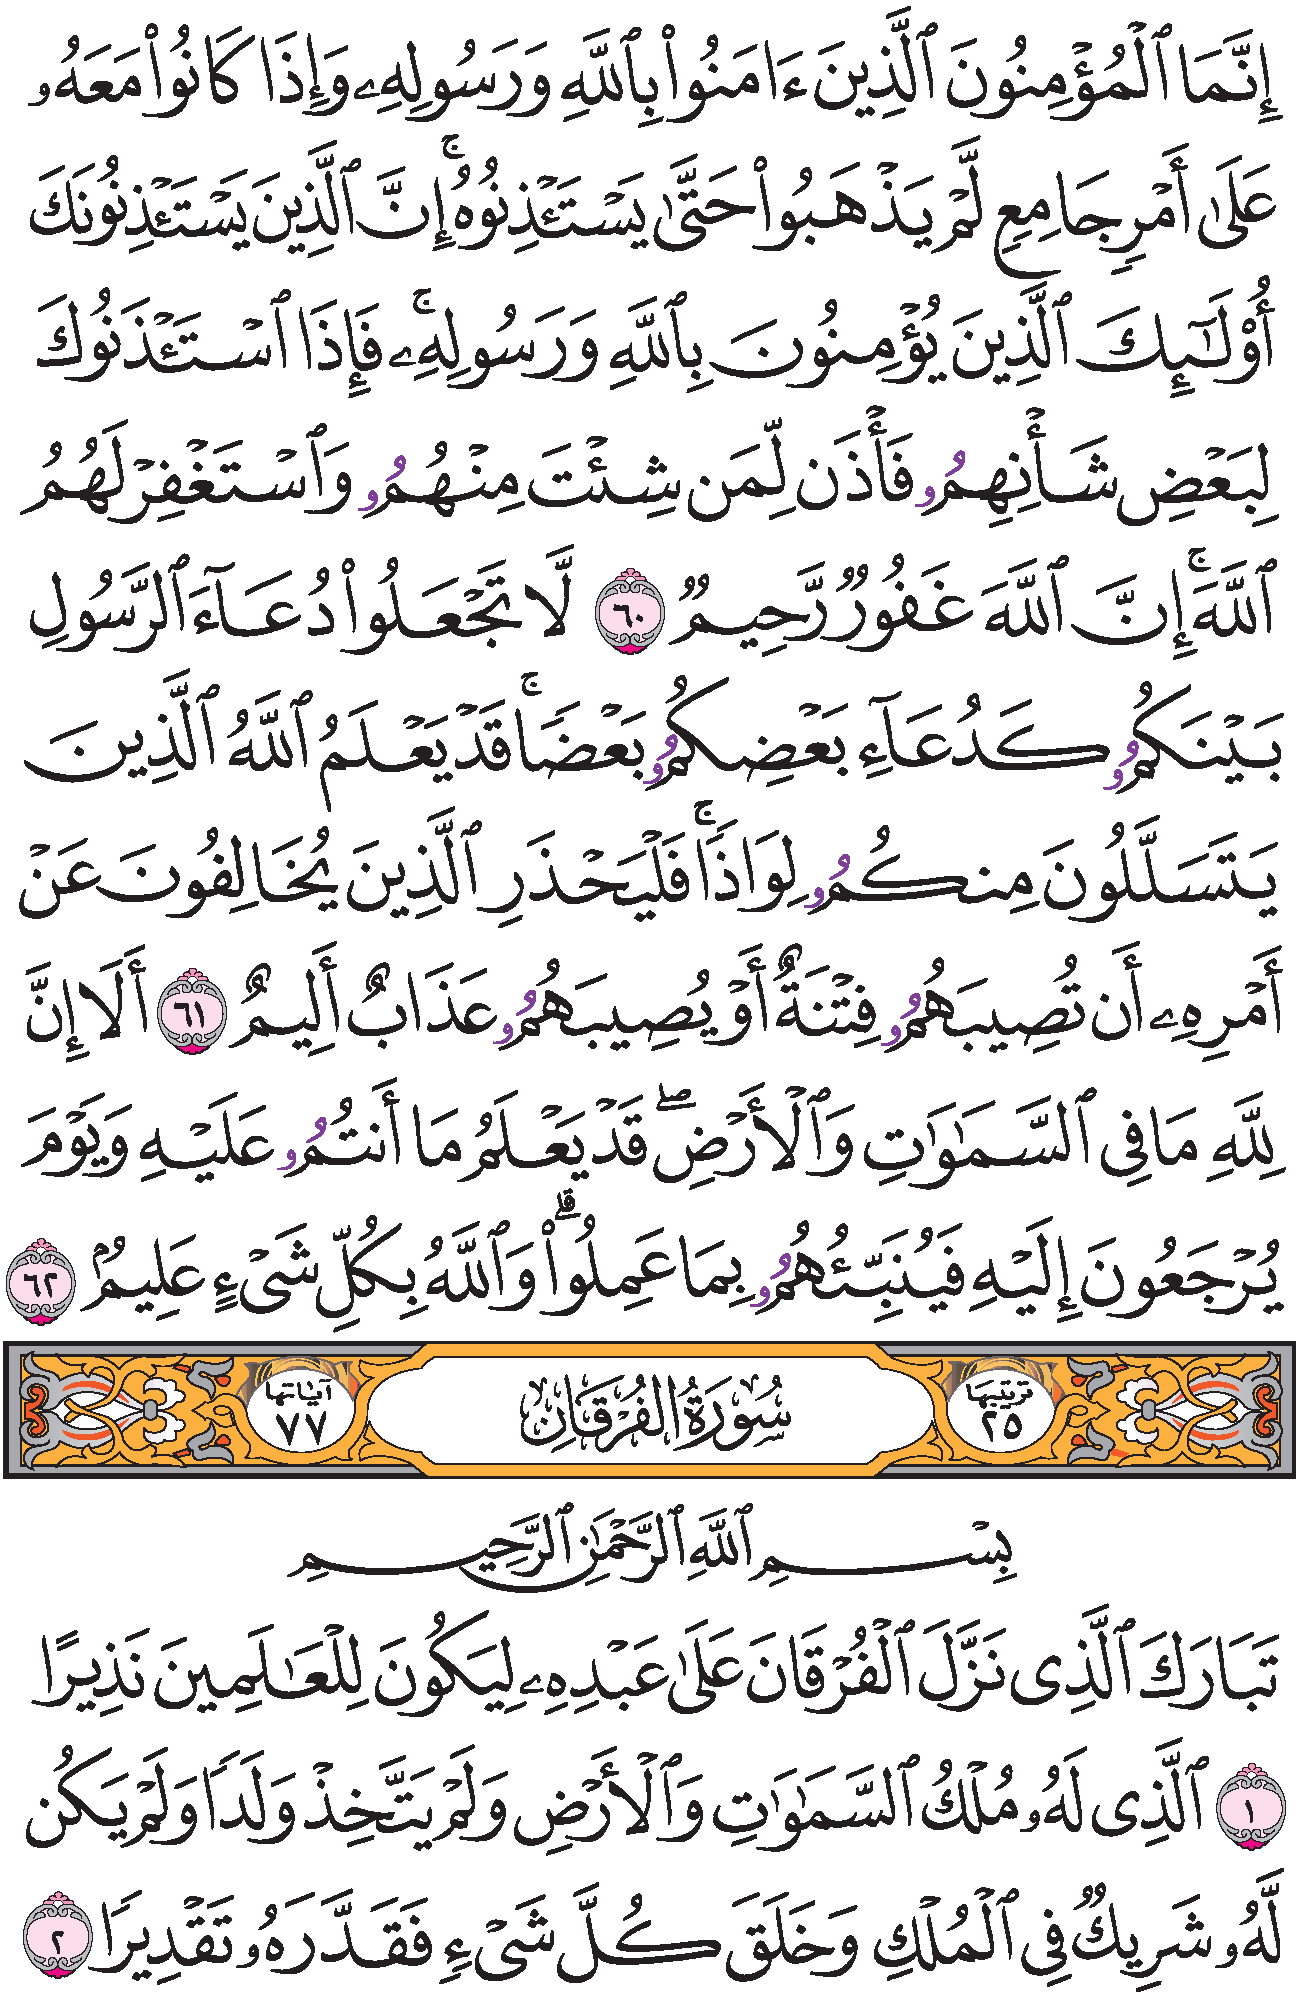 إِنَّمَا ٱلْمُؤْمِنُونَ ٱلَّذِينَ ءَامَنُواْ بِٱللَّهِ وَرَسُولِهِۦ وَإِذَا كَانُواْ مَعَهُۥ
عَلَىٰ أَمْرٖ جَامِعٖ لَّمْ يَذْهَبُواْ حَتَّىٰ يَسْتَـْٔذِنُوهُۚ إِنَّ ٱلَّذِينَ يَسْتَـْٔذِنُونَكَ
أُوْلَٰٓئِكَ ٱلَّذِينَ يُؤْمِنُونَ بِٱللَّهِ وَرَسُولِهِۦۚ فَإِذَا ٱسْتَـْٔذَنُوكَ
لِبَعْضِ شَأْنِهِمُۥ فَأْذَن لِّمَن شِئْتَ مِنْهُمُۥ وَٱسْتَغْفِرْ لَهُمُ
ٱللَّهَۚ إِنَّ ٱللَّهَ غَفُورٞ رَّحِيمٞ ٦٠ لَّا تَجْعَلُواْ دُعَآءَ ٱلرَّسُولِ
بَيْنَكُمُۥ كَدُعَآءِ بَعْضِكُمُۥ بَعْضٗاۚ قَدْ يَعْلَمُ ٱللَّهُ ٱلَّذِينَ
يَتَسَلَّلُونَ مِنكُمُۥ لِوَاذٗاۚ فَلْيَحْذَرِ ٱلَّذِينَ يُخَالِفُونَ عَنْ
أَمْرِهِۦ أَن تُصِيبَهُمُۥ فِتْنَةٌ أَوْ يُصِيبَهُمُۥ عَذَابٌ أَلِيمٌ ٦١ أَلَا إِنَّ
لِلَّهِ مَا فِي ٱلسَّمَٰوَٰتِ وَٱلْأَرْضِۖ قَدْ يَعْلَمُ مَا أَنتُمُۥ عَلَيْهِ وَيَوْمَ
يُرْجَعُونَ إِلَيْهِ فَيُنَبِّئُهُمُۥ بِمَا عَمِلُواْۗ وَٱللَّهُ بِكُلِّ شَىْءٍ عَلِيمُۢ ٦٢
ترتيبها ٢٥ سُورَةُ الفُرْقَانِ آياتها ٧٧
بِسْمِ ٱللَّهِ ٱلرَّحْمَٰنِ ٱلرَّحِيمِ
تَبَارَكَ ٱلَّذِى نَزَّلَ ٱلْفُرْقَانَ عَلَىٰ عَبْدِهِۦ لِيَكُونَ لِلْعَٰلَمِينَ نَذِيرًا
١ ٱلَّذِى لَهُۥ مُلْكُ ٱلسَّمَٰوَٰتِ وَٱلْأَرْضِ وَلَمْ يَتَّخِذْ وَلَدٗا وَلَمْ يَكُن
لَّهُۥ شَرِيكٞ فِي ٱلْمُلْكِ وَخَلَقَ كُلَّ شَىْءٖ فَقَدَّرَهُۥ تَقْدِيرًا ٢